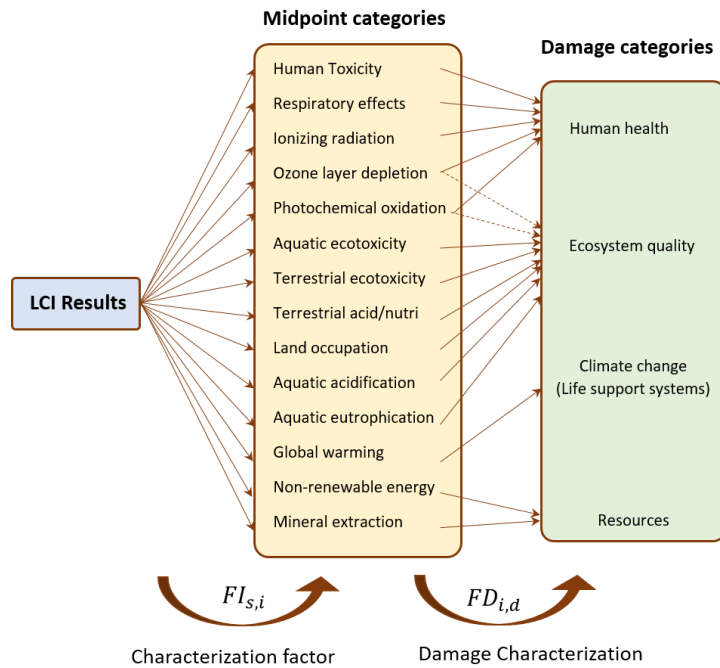 Midpoint categories
Damage categories
Human Toxicity
Respiratory effects
Ionizing radiation
Ozone layer depletion
Photochemical oxidation
Aquatic ecotoxicity
Terrestrial ecotoxicity
Terrestrial acid/nutri
Land occupation
Aquatic acidification
Aquatic eutrophication
Global warming
Non-renewable energy
Mineral extraction
LCI Results
Human health
Ecosystem quality
Climate change
(Life support systems)
Resources
FI_{s,i}
FD_{i,d}
Characterization factor
Damage Characterization